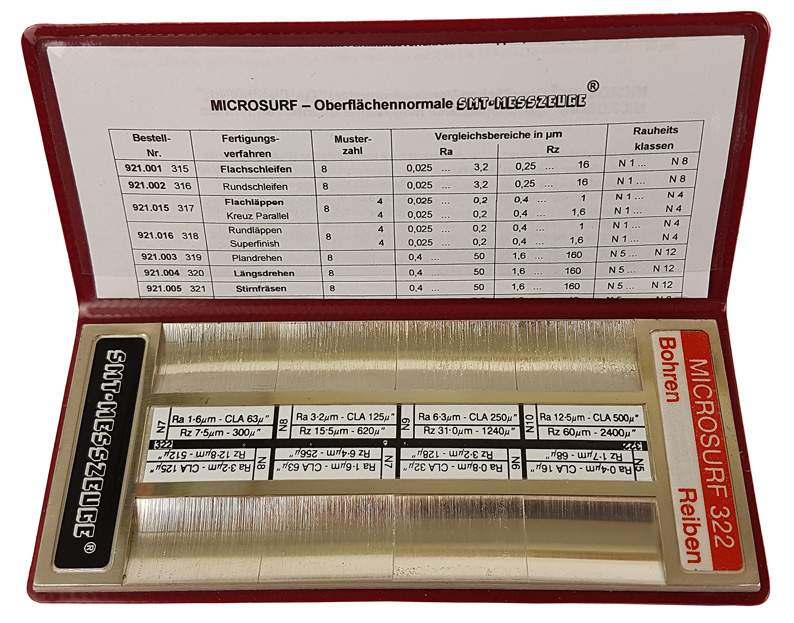 MICROSURF – Oberflächennormale SMT·MESSZEUGE®
Bestell-Nr. Fertigungs-verfahren Muster-zahl Vergleichsbereiche in µm Ra Rz Rauheits klassen
921.001 315 Flachschleifen 8 0,025 ... 3,2 0,25 ... 16 N 1 ... N 8
921.002 316 Rundschleifen 8 0,025 ... 3,2 0,25 ... 16 N 1 ... N 8
921.015 317 Flachläppen 8 4 0,025 ... 0,2 0,4 ... 1 N 1 ... N 4
Kreuz Parallel 4 0,025 ... 0,2 0,4 ... 1,6 N 1 ... N 4
921.016 318 Rundläppen 8 4 0,025 ... 0,2 0,4 ... 1 N 1 ... N 4
Superfinish 4 0,025 ... 0,2 0,4 ... 1,6 N 1 ... N 4
921.003 319 Plandrehen 8 0,4 ... 50 1,6 ... 160 N 5 ... N 12
921.004 320 Längsdrehen 8 0,4 ... 50 1,6 ... 160 N 5 ... N 12
921.005 321 Stirnfräsen 8 0,4 ... 50 1,6 ... 160 N 5 ... N 12
SMT·MESSZEUGE®
N7 Ra 1·6µm - CLA 63µ" N8 Ra 3·2µm - CLA 125µ" N9 Ra 6·3µm - CLA 250µ" N10 Ra 12·5µm - CLA 500µ"
Rz 7·5µm - 300µ" Rz 15·5µm - 620µ" Rz 31·0µm - 1240µ" Rz 60µm - 2400µ"
322 322
Rz 12·8µm - 512µ" Rz 6·4µm - 256µ" Rz 3·2µm - 128µ" Rz 1·7µm - 68µ"
Ra 3·2µm - CLA 125µ" N8 Ra 1·6µm - CLA 63µ" N7 Ra 0·8µm - CLA 32µ" N6 Ra 0·4µm - CLA 16µ" N5
Bohren
MICROSURF 322
Reiben